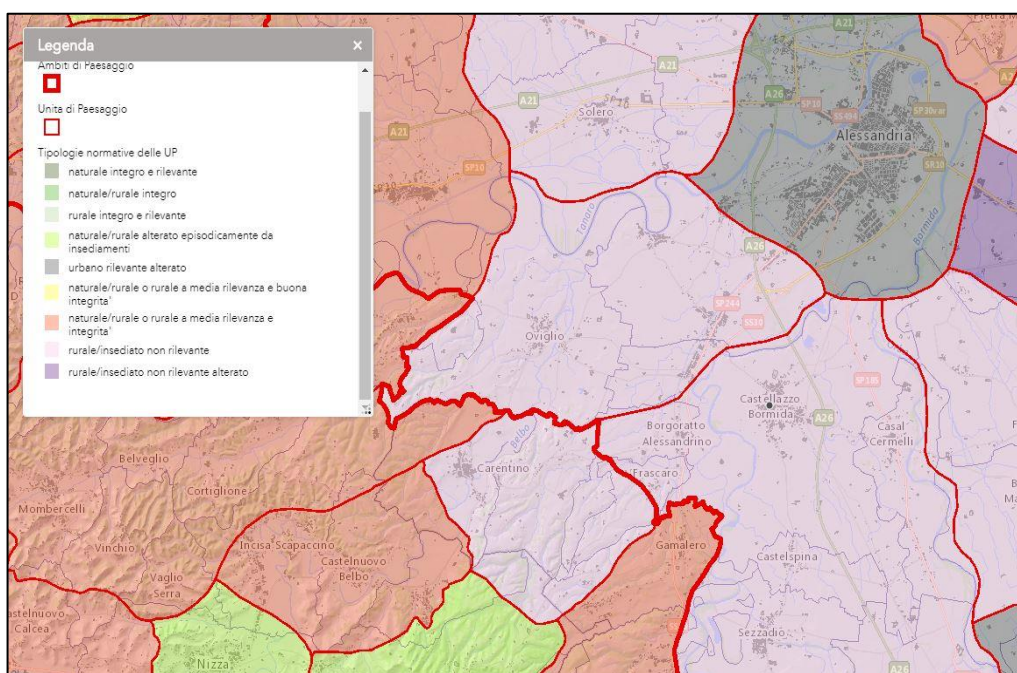 Legenda
×
Ambiti di Paesaggio
Unita di Paesaggio
Tipologie normative delle UP
naturale integro e rilevante
naturale/rurale integro
rurale integro e rilevante
naturale/rurale alterato episodicamente da
insediamenti
urbano rilevante alterato
naturale/rurale o rurale a media rilevanza e buona
integrita'
naturale/rurale o rurale a media rilevanza e
integrita'
rurale/insediato non rilevante
rurale/insediato non rilevante alterato
A21
A21
A26
A21
Solero
SP10
SS494
SP30var
Alessandria
SR10
A21
SP10
Tanaro
Bormida
A26
SP244
SS30
Oviglio
SP185
Castellazzo
Bormida
A26
Casal
Cermelli
Borgoratto
Alessandrino
Belbo
Carentino
Frascaro
Belveglio
Cortiglione
Mombercelli
Vinchio
Incisa Scapaccino
Castelnuovo
Belbo
Gamalero
Castelspina
Vaglio
Serra
Calcea
Nizza
Sezzadio
A26